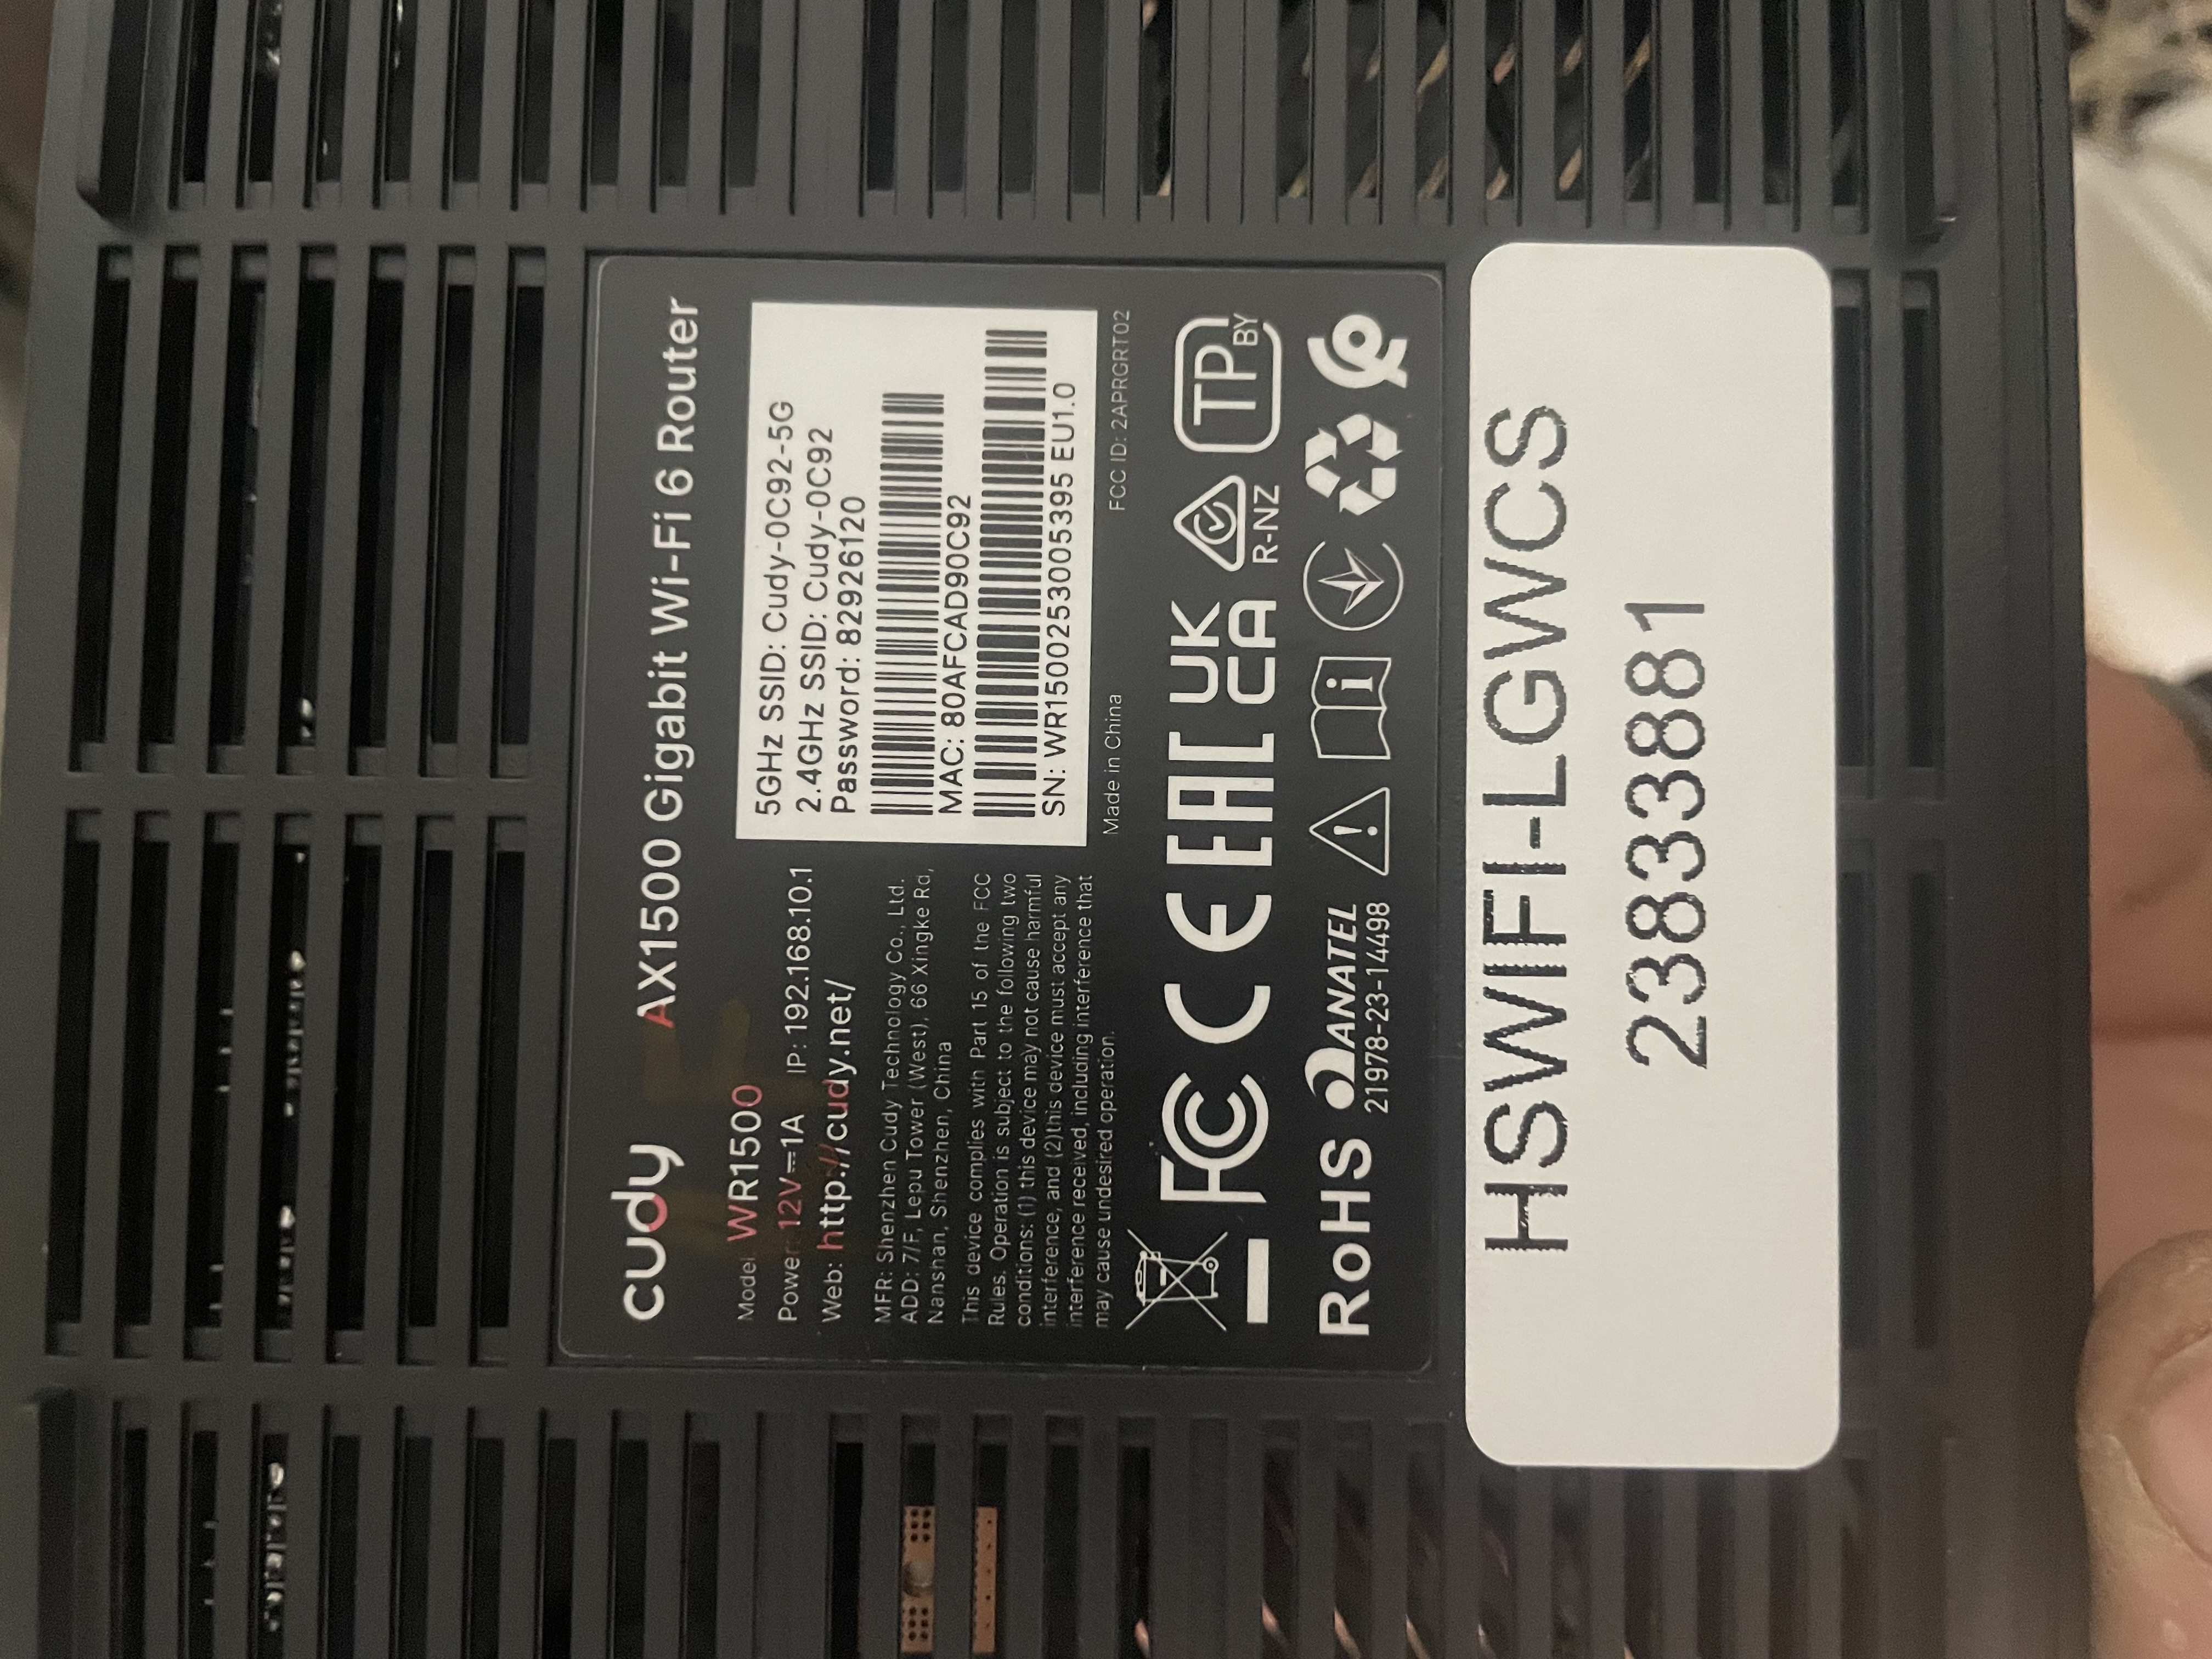 cudy
AX1500 Gigabit Wi-Fi 6 Router
Model: WR1500
Power: 12V⎓1A IP: 192.168.10.1
Web: http://cudy.net/
MFR: Shenzhen Cudy Technology Co., Ltd.
ADD: 7/F, Lepu Tower (West), 66 Xingke Rd,
Nanshan, Shenzhen, China
This device complies with Part 15 of the FCC
Rules. Operation is subject to the following two
conditions: (1) this device may not cause harmful
interference, and (2)this device must accept any
interference received, including interference that
may cause undesired operation.
5GHz SSID: Cudy-0C92-5G
2.4GHz SSID: Cudy-0C92
Password: 82926120
MAC: 80AFCAD90C92
SN: WR1500253005395 EU1.0
Made in China
FCC ID: 2APRGRT02
FC CE EAC UK
CA
R-NZ
TP
BY
RoHS
ANATEL
21978-23-14498
HSWIFI-LGWCS
23833881